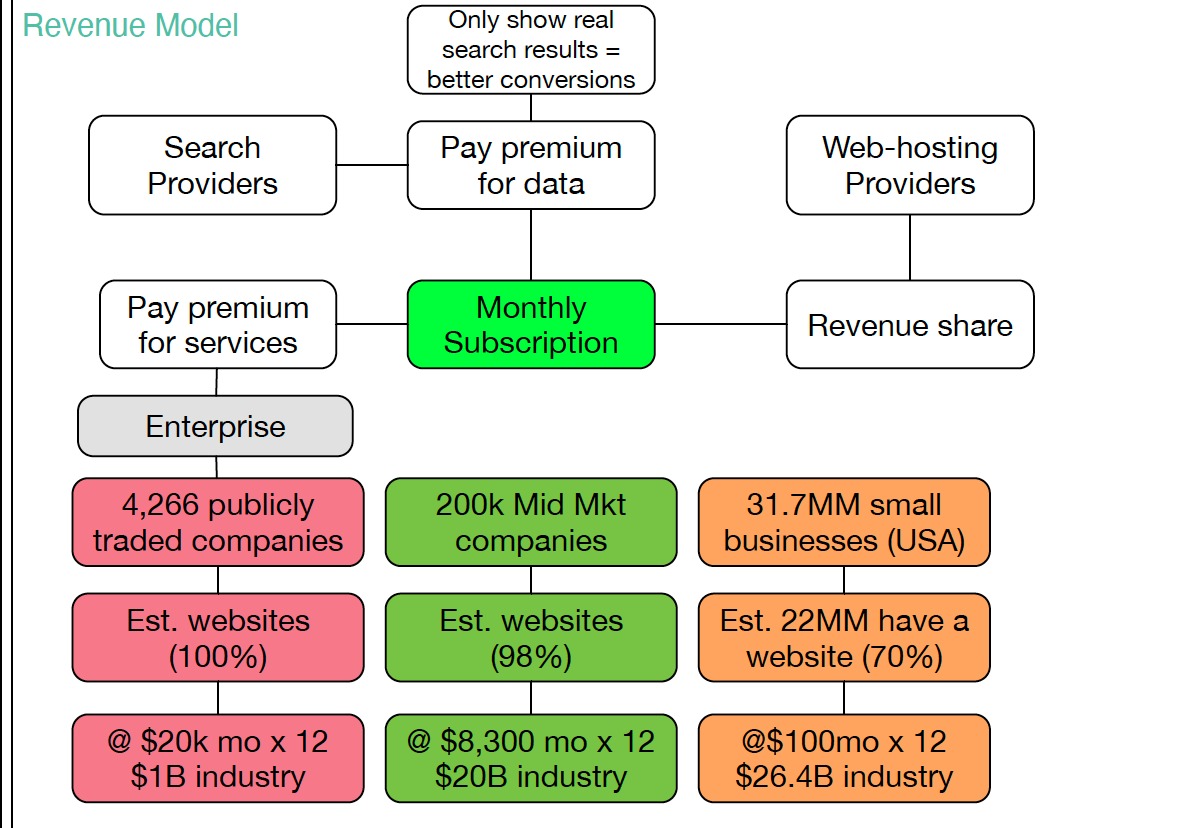 Revenue Model
Only show real
search results =
better conversions
Search
Providers
Pay premium
for data
Web-hosting
Providers
Pay premium
for services
Monthly
Subscription
Revenue share
Enterprise
4,266 publicly
traded companies
200k Mid Mkt
companies
31.7MM small
businesses (USA)
Est. websites
(100%)
Est. websites
(98%)
Est. 22MM have a
website (70%)
@ $20k mo x 12
$1B industry
@ $8,300 mo x 12
$20B industry
@$100mo x 12
$26.4B industry